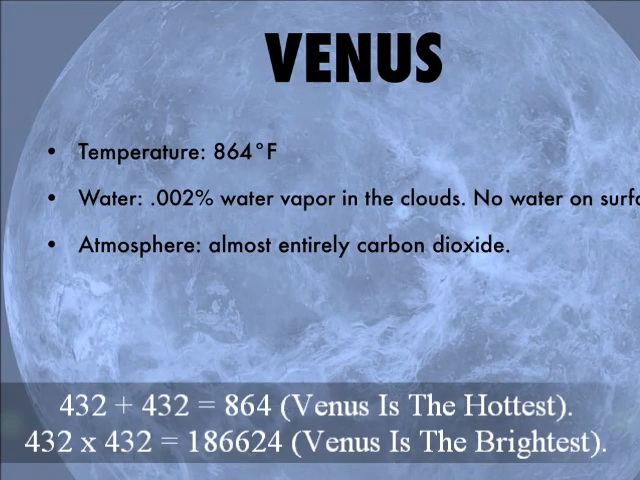 VENUS
• Temperature: 864°F
• Water: .002% water vapor in the clouds. No water on surfa
• Atmosphere: almost entirely carbon dioxide.
432 + 432 = 864 (Venus Is The Hottest).
432 x 432 = 186624 (Venus Is The Brightest).